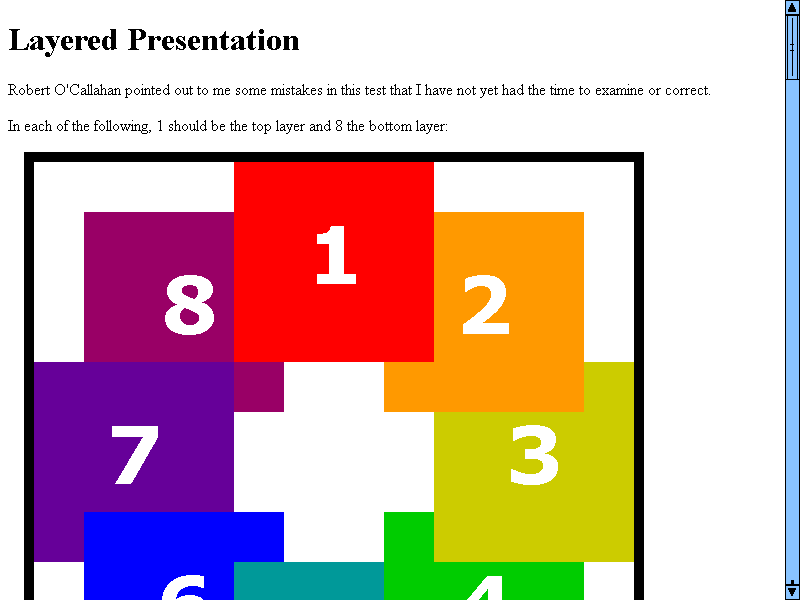 Layered Presentation
Robert O'Callahan pointed out to me some mistakes in this test that I have not yet had the time to examine or correct.
In each of the following, 1 should be the top layer and 8 the bottom layer:
1
8 2
7 3
6 4